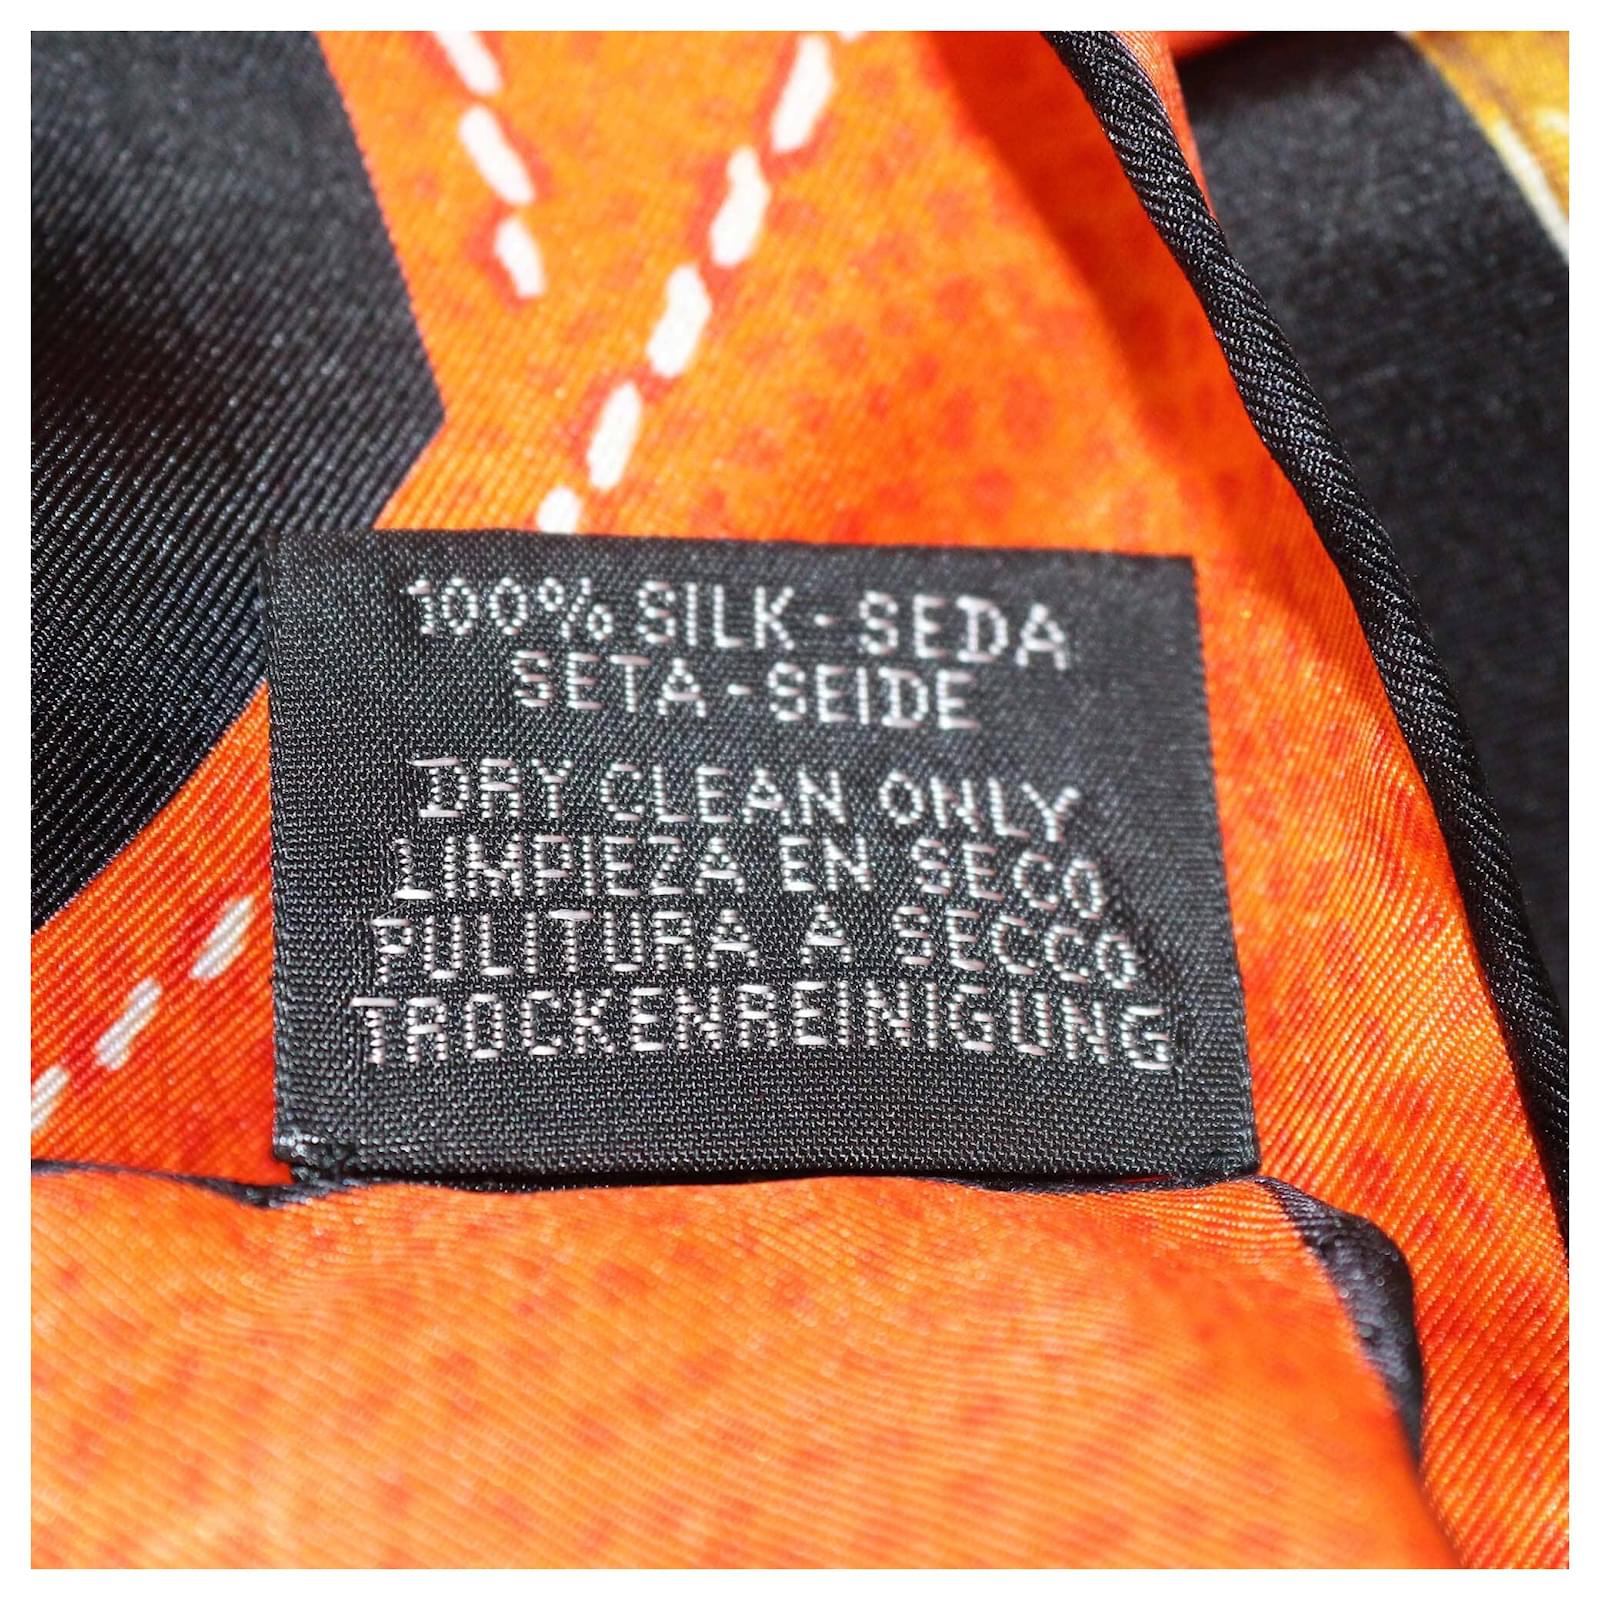 100% SILK - SEDA
SETA - SEIDE
DRY CLEAN ONLY
LIMPIEZA EN SECO
PULITURA A SECCO
TROCKENREINIGUNG